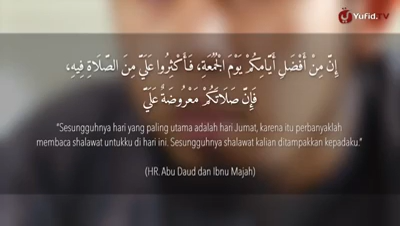 Yufid.TV
إِنَّ مِنْ أَفْضَلِ أَيَّامِكُمْ يَوْمَ الْجُمُعَةِ، فَأَكْثِرُوا عَلَيَّ مِنَ الصَّلَاةِ فِيهِ،
فَإِنَّ صَلَاتَكُمْ مَعْرُوضَةٌ عَلَيَّ
"Sesungguhnya hari yang paling utama adalah hari Jumat, karena itu perbanyaklah
membaca shalawat untukku di hari ini. Sesungguhnya shalawat kalian ditampakkan kepadaku."
(HR. Abu Daud dan Ibnu Majah)